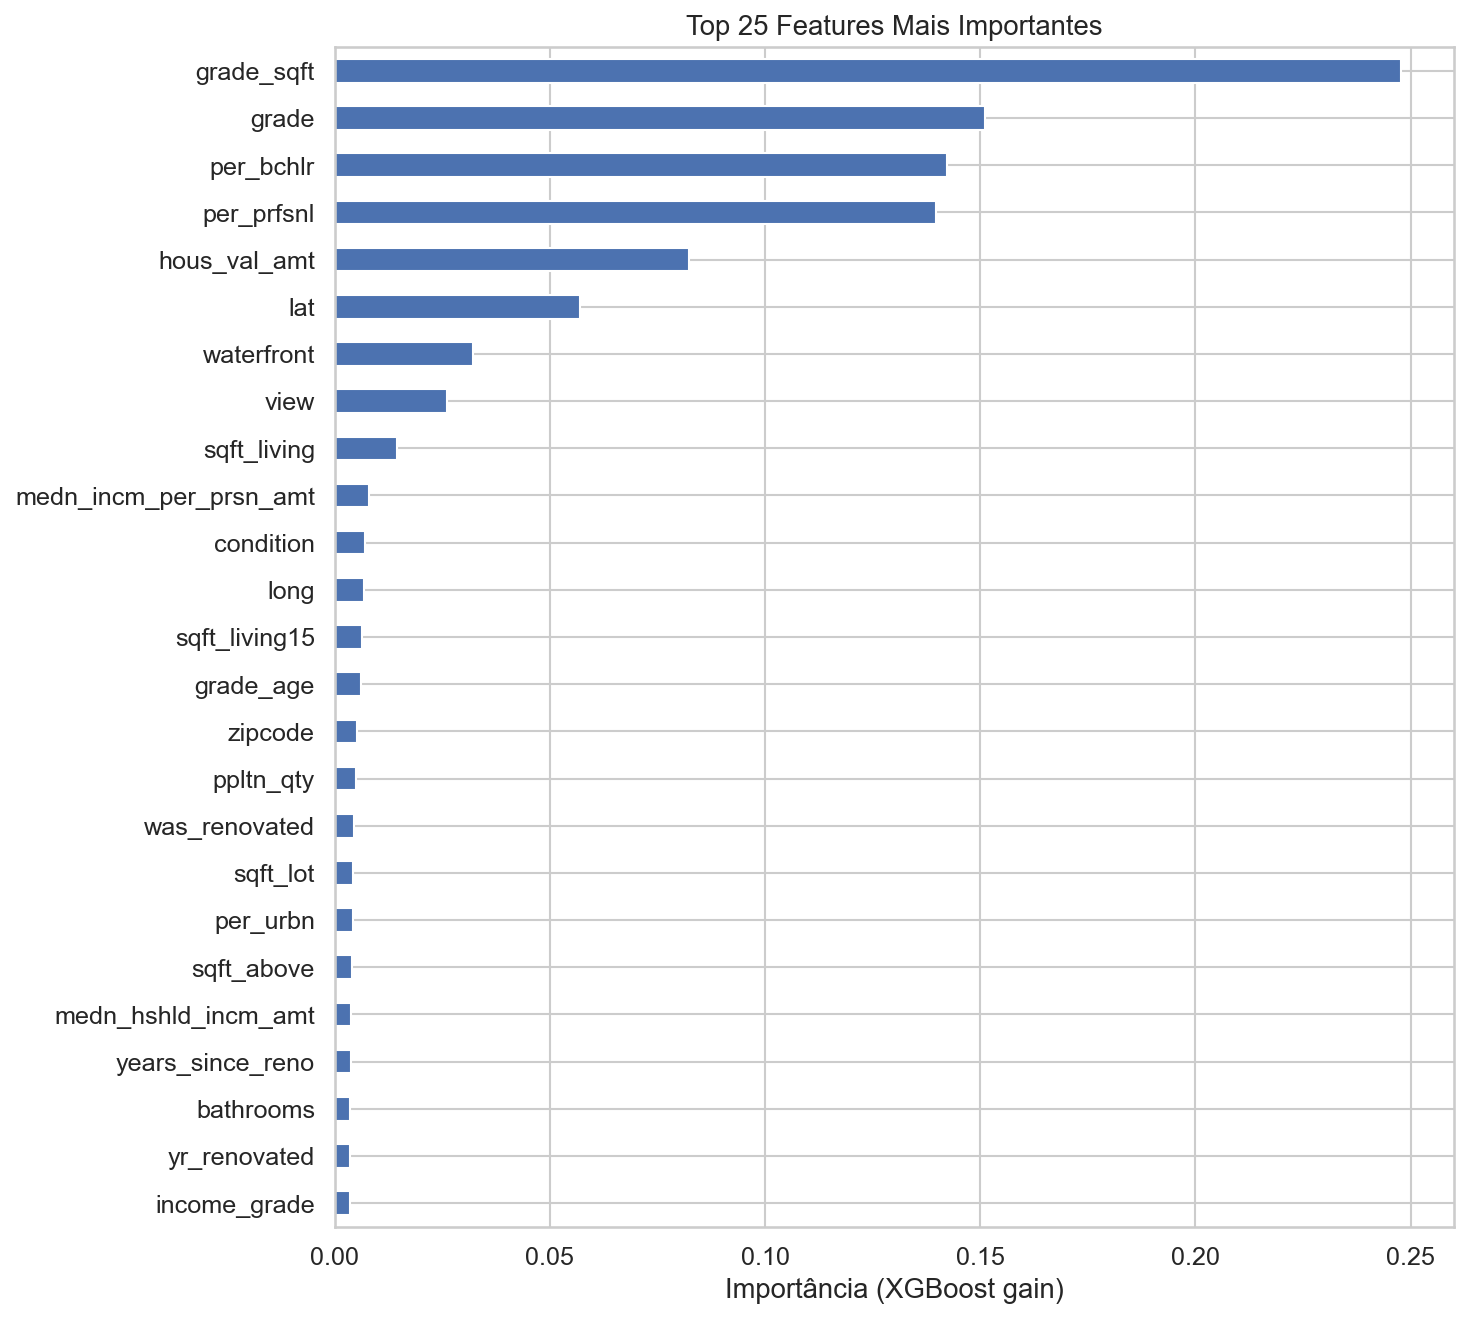 Top 25 Features Mais Importantes
grade_sqft
grade
per_bchlr
per_prfsnl
hous_val_amt
lat
waterfront
view
sqft_living
medn_incm_per_prsn_amt
condition
long
sqft_living15
grade_age
zipcode
ppltn_qty
was_renovated
sqft_lot
per_urbn
sqft_above
medn_hshld_incm_amt
years_since_reno
bathrooms
yr_renovated
income_grade
0.00 0.05 0.10 0.15 0.20 0.25
Importância (XGBoost gain)